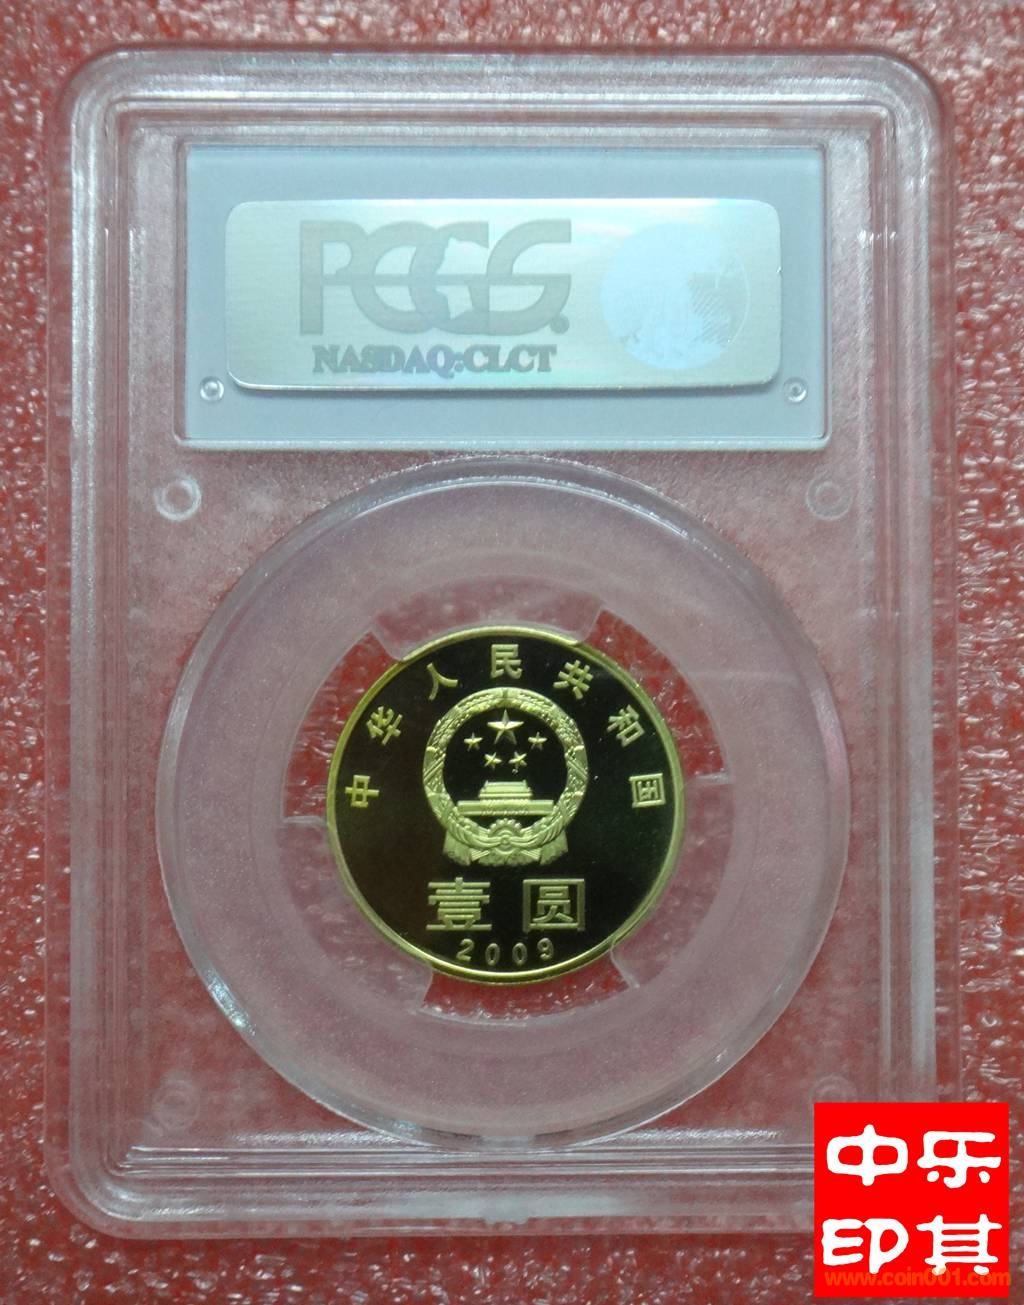 PCGS®
NASDAQ:CLCT
中华人民共和国
壹圆
2009
中乐
印其
www.coin001.com